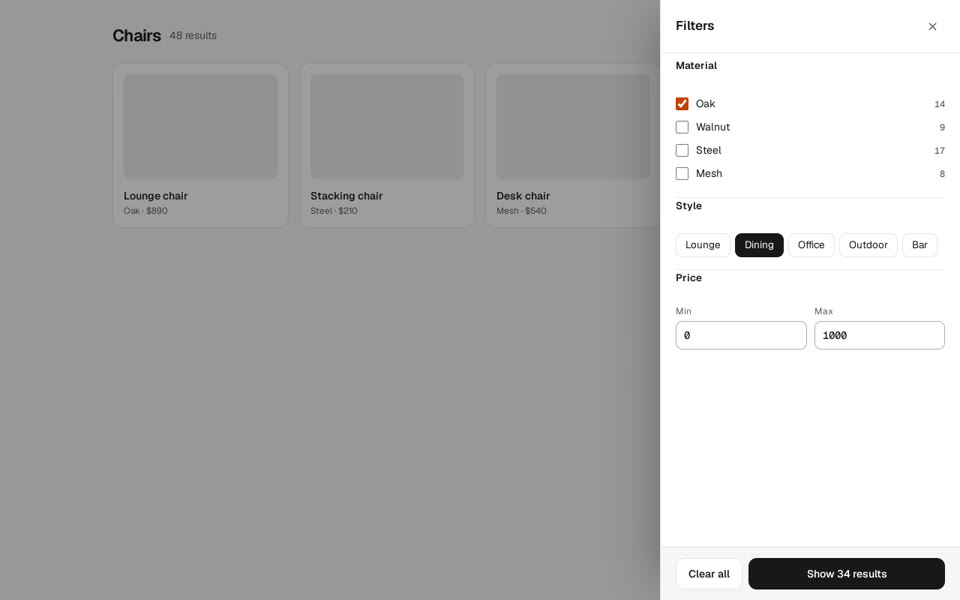 Chairs 48 results
Lounge chair
Oak · $890
Stacking chair
Steel · $210
Desk chair
Mesh · $540
Filters
Material
Oak 14
Walnut 9
Steel 17
Mesh 8
Style
Lounge Dining Office Outdoor Bar
Price
Min Max
0 1000
Clear all Show 34 results